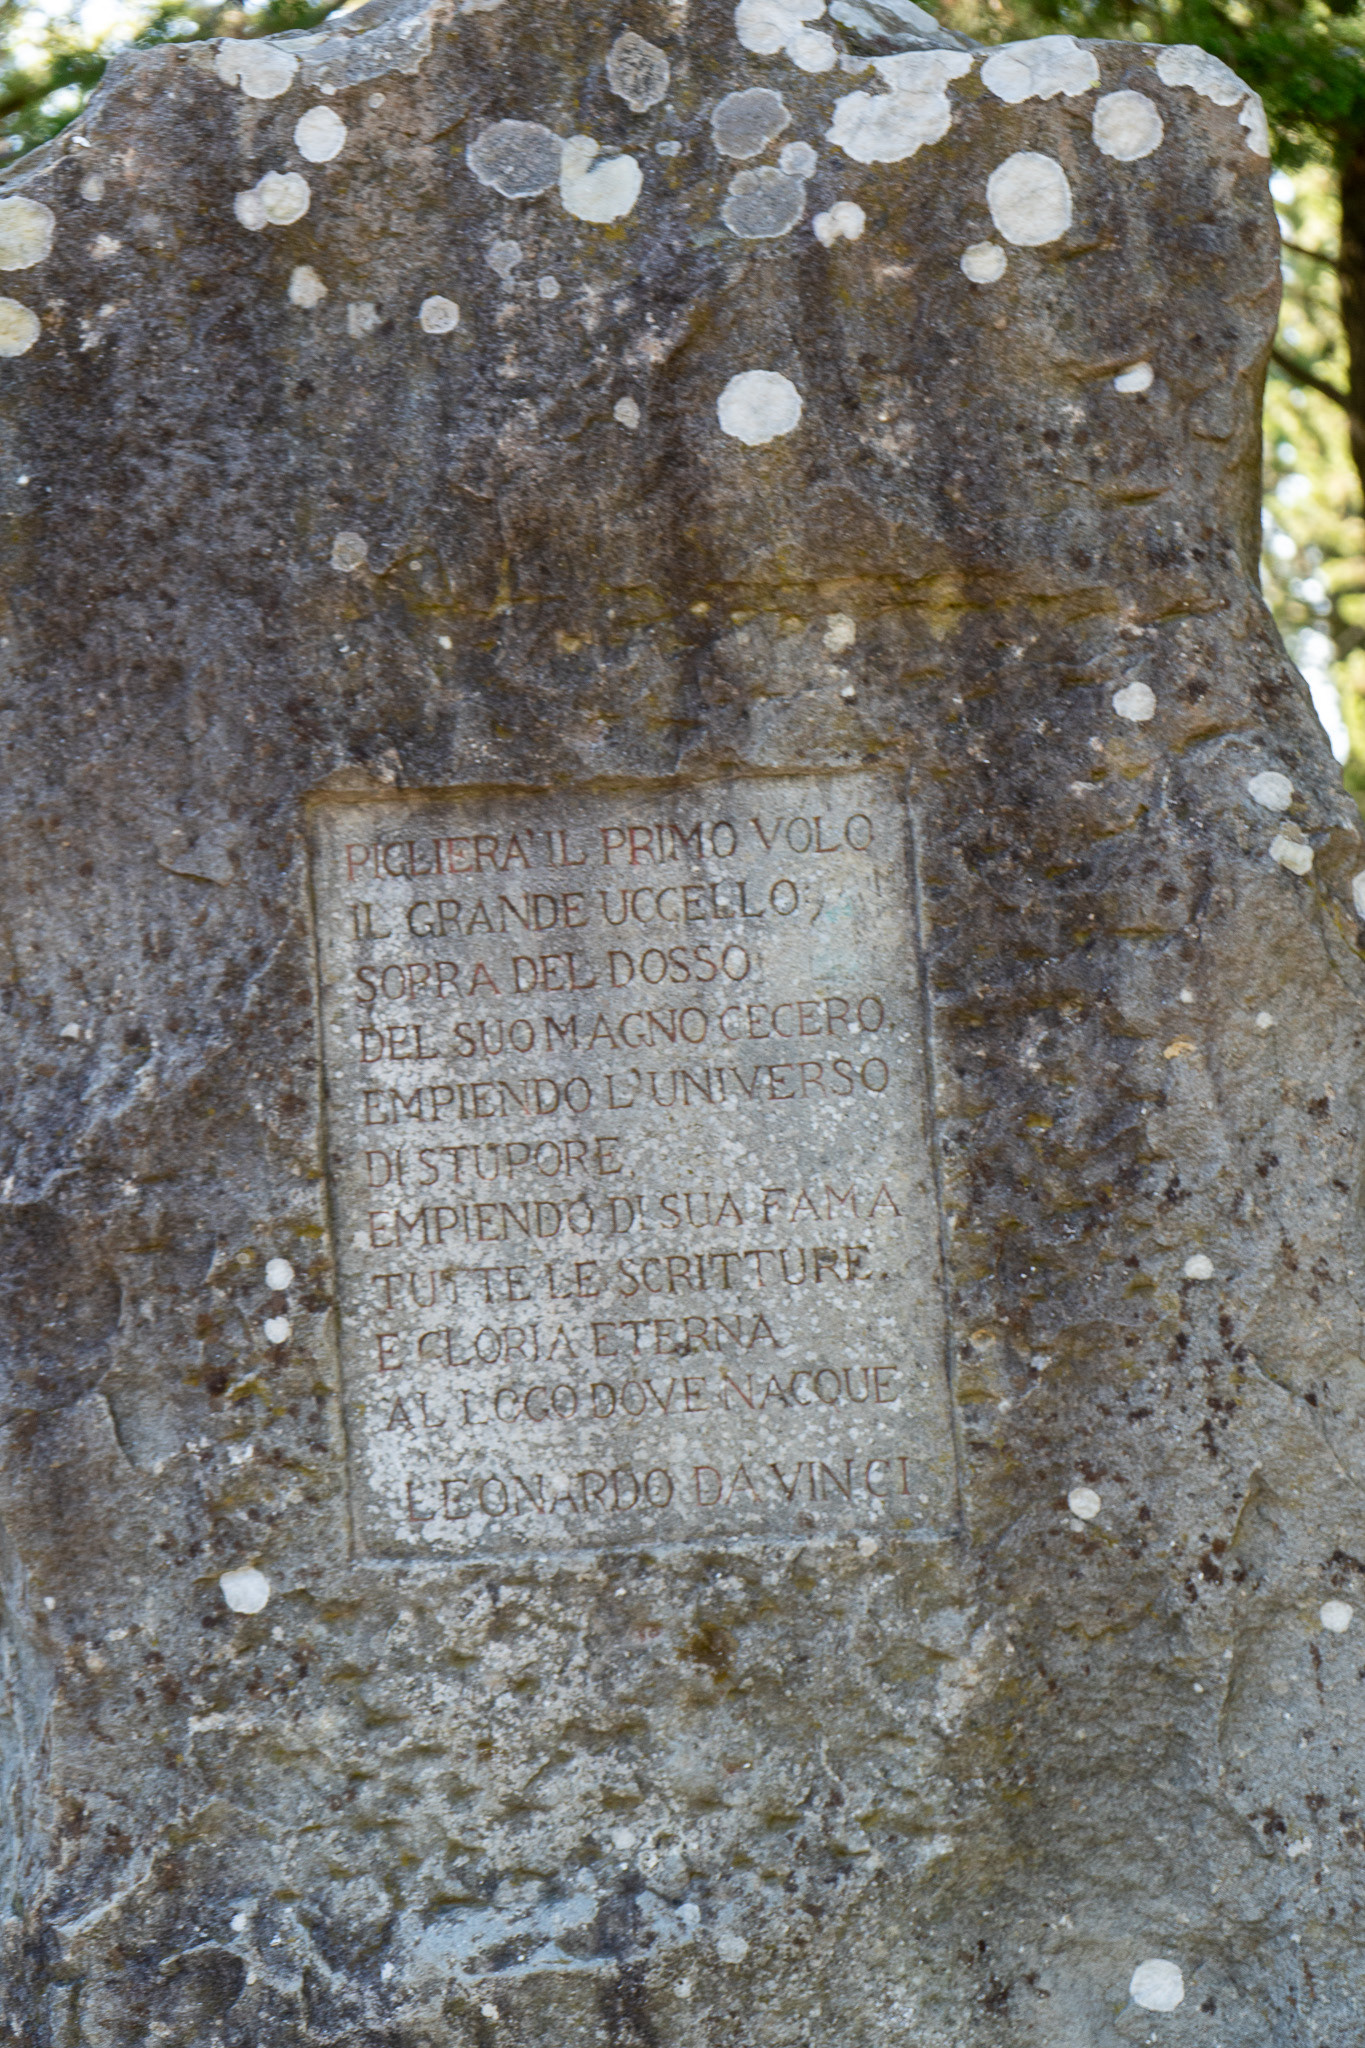 PIGLIERA' IL PRIMO VOLO
IL GRANDE UCCELLO,
SOPRA DEL DOSSO
DEL SUO MAGNO CECERO,
EMPIENDO L'UNIVERSO
DI STUPORE,
EMPIENDO DI SUA FAMA
TUTTE LE SCRITTURE
E GLORIA ETERNA
AL LOGO DOVE NACQUE
LEONARDO DA VINCI